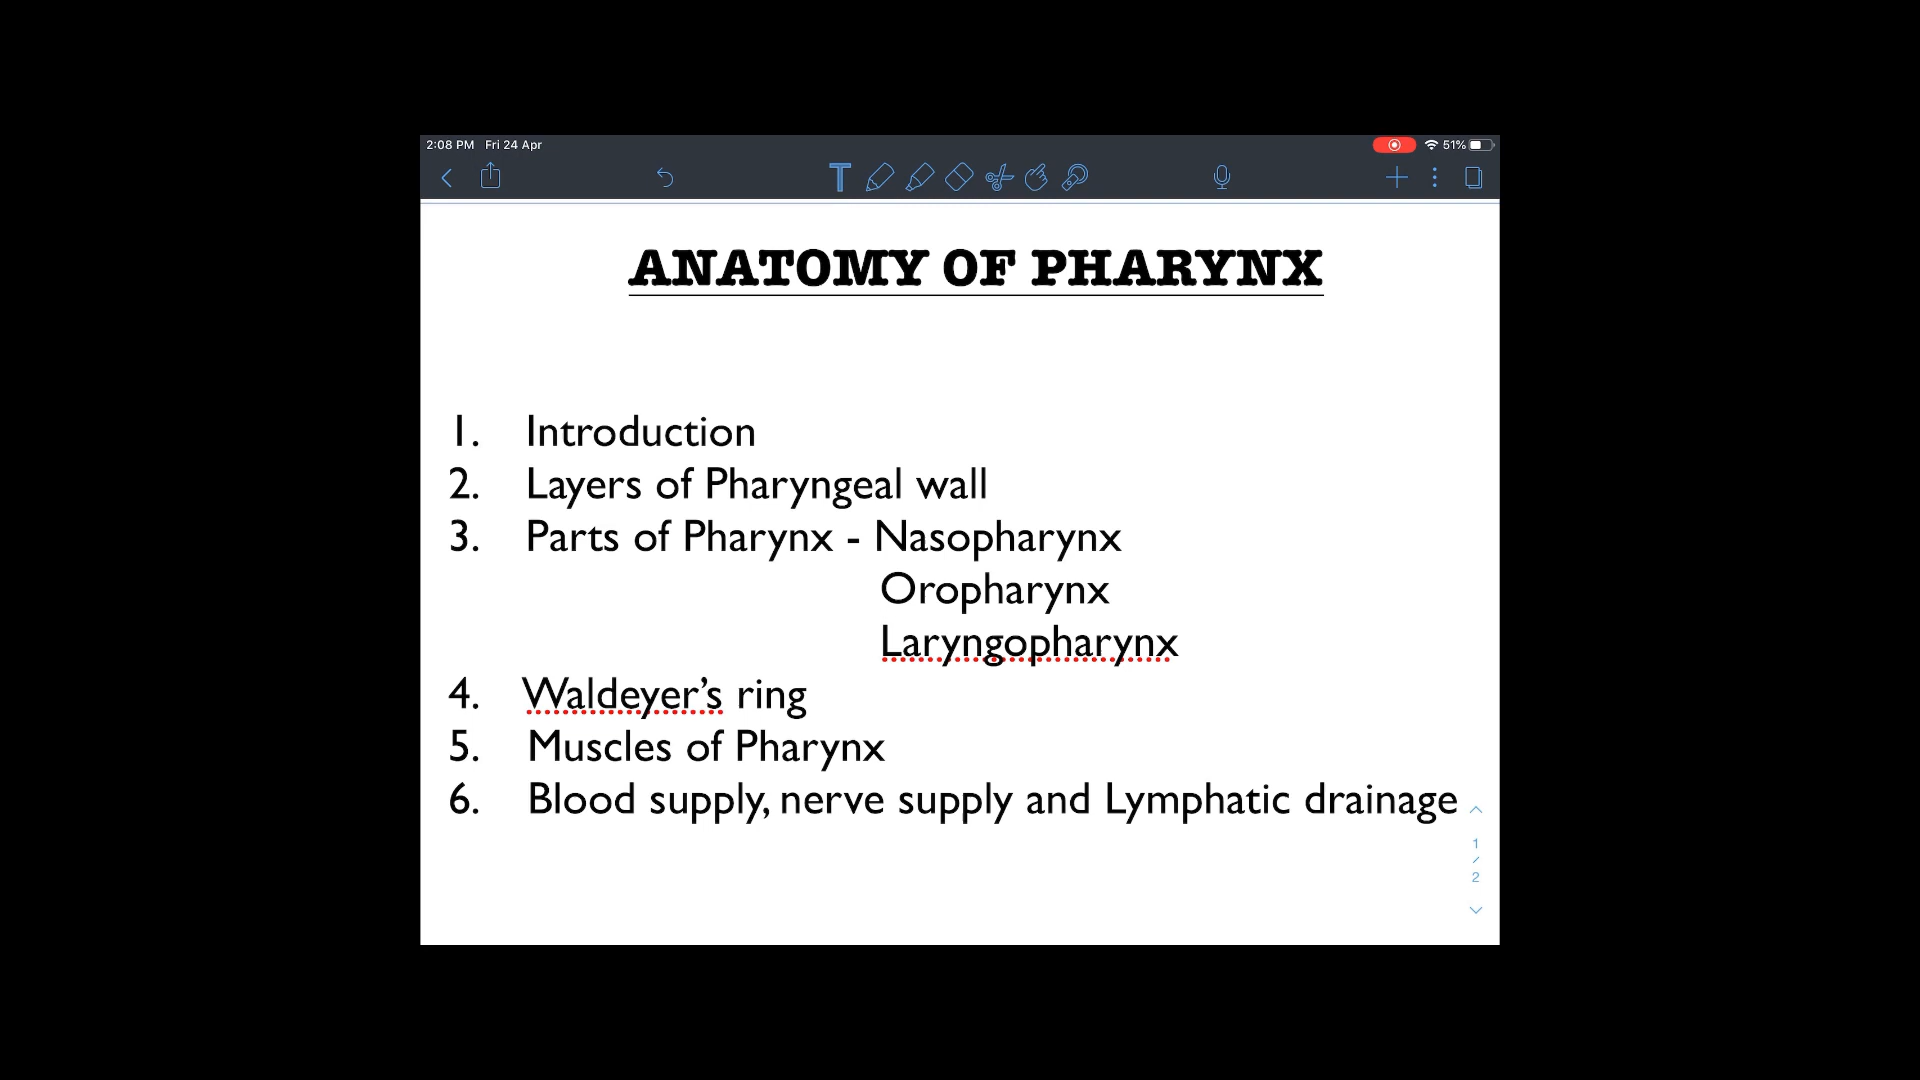 2:08 PM Fri 24 Apr 51%
T
ANATOMY OF PHARYNX
1. Introduction
2. Layers of Pharyngeal wall
3. Parts of Pharynx - Nasopharynx
Oropharynx
Laryngopharynx
4. Waldeyer’s ring
5. Muscles of Pharynx
6. Blood supply, nerve supply and Lymphatic drainage
1
/
2